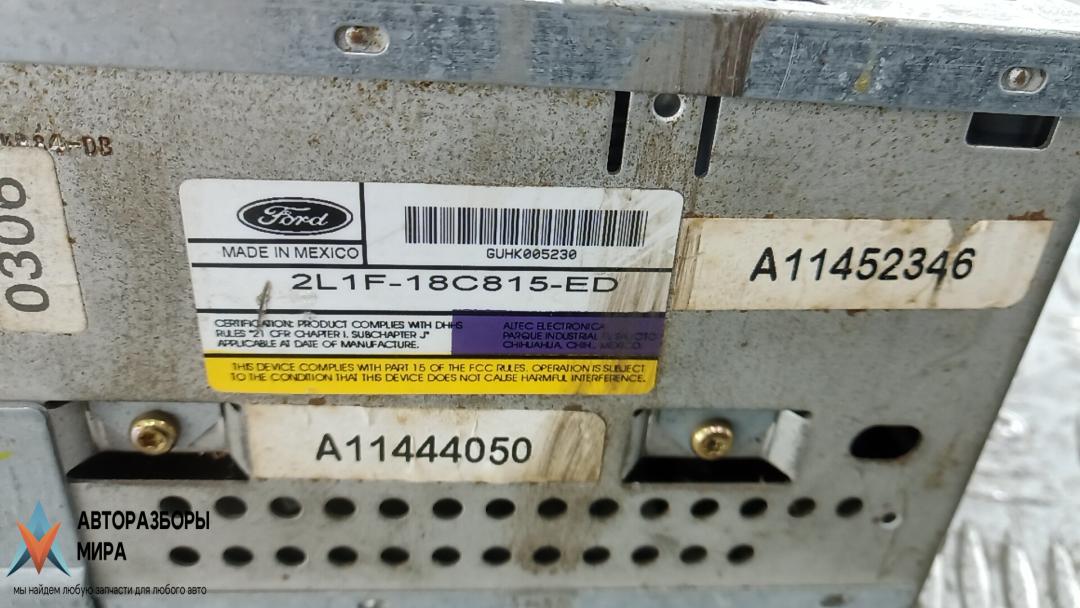 0306
Ford
MADE IN MEXICO
GUHK005230
2L1F-18C815-ED
CERTIFICATION: PRODUCT COMPLIES WITH DHHS
RULES "21 CFR CHAPTER I, SUBCHAPTER J"
APPLICABLE AT DATE OF MANUFACTURE.
ALTEC ELECTRONICA
PARQUE INDUSTRIAL
CHIHUAHUA, CHIH., MEXICO
THIS DEVICE COMPLIES WITH PART 15 OF THE FCC RULES. OPERATION IS SUBJECT
TO THE CONDITION THAT THIS DEVICE DOES NOT CAUSE HARMFUL INTERFERENCE.
A11452346
A11444050
АВТОРАЗБОРЫ
МИРА
мы найдем любую запчасти для любого авто